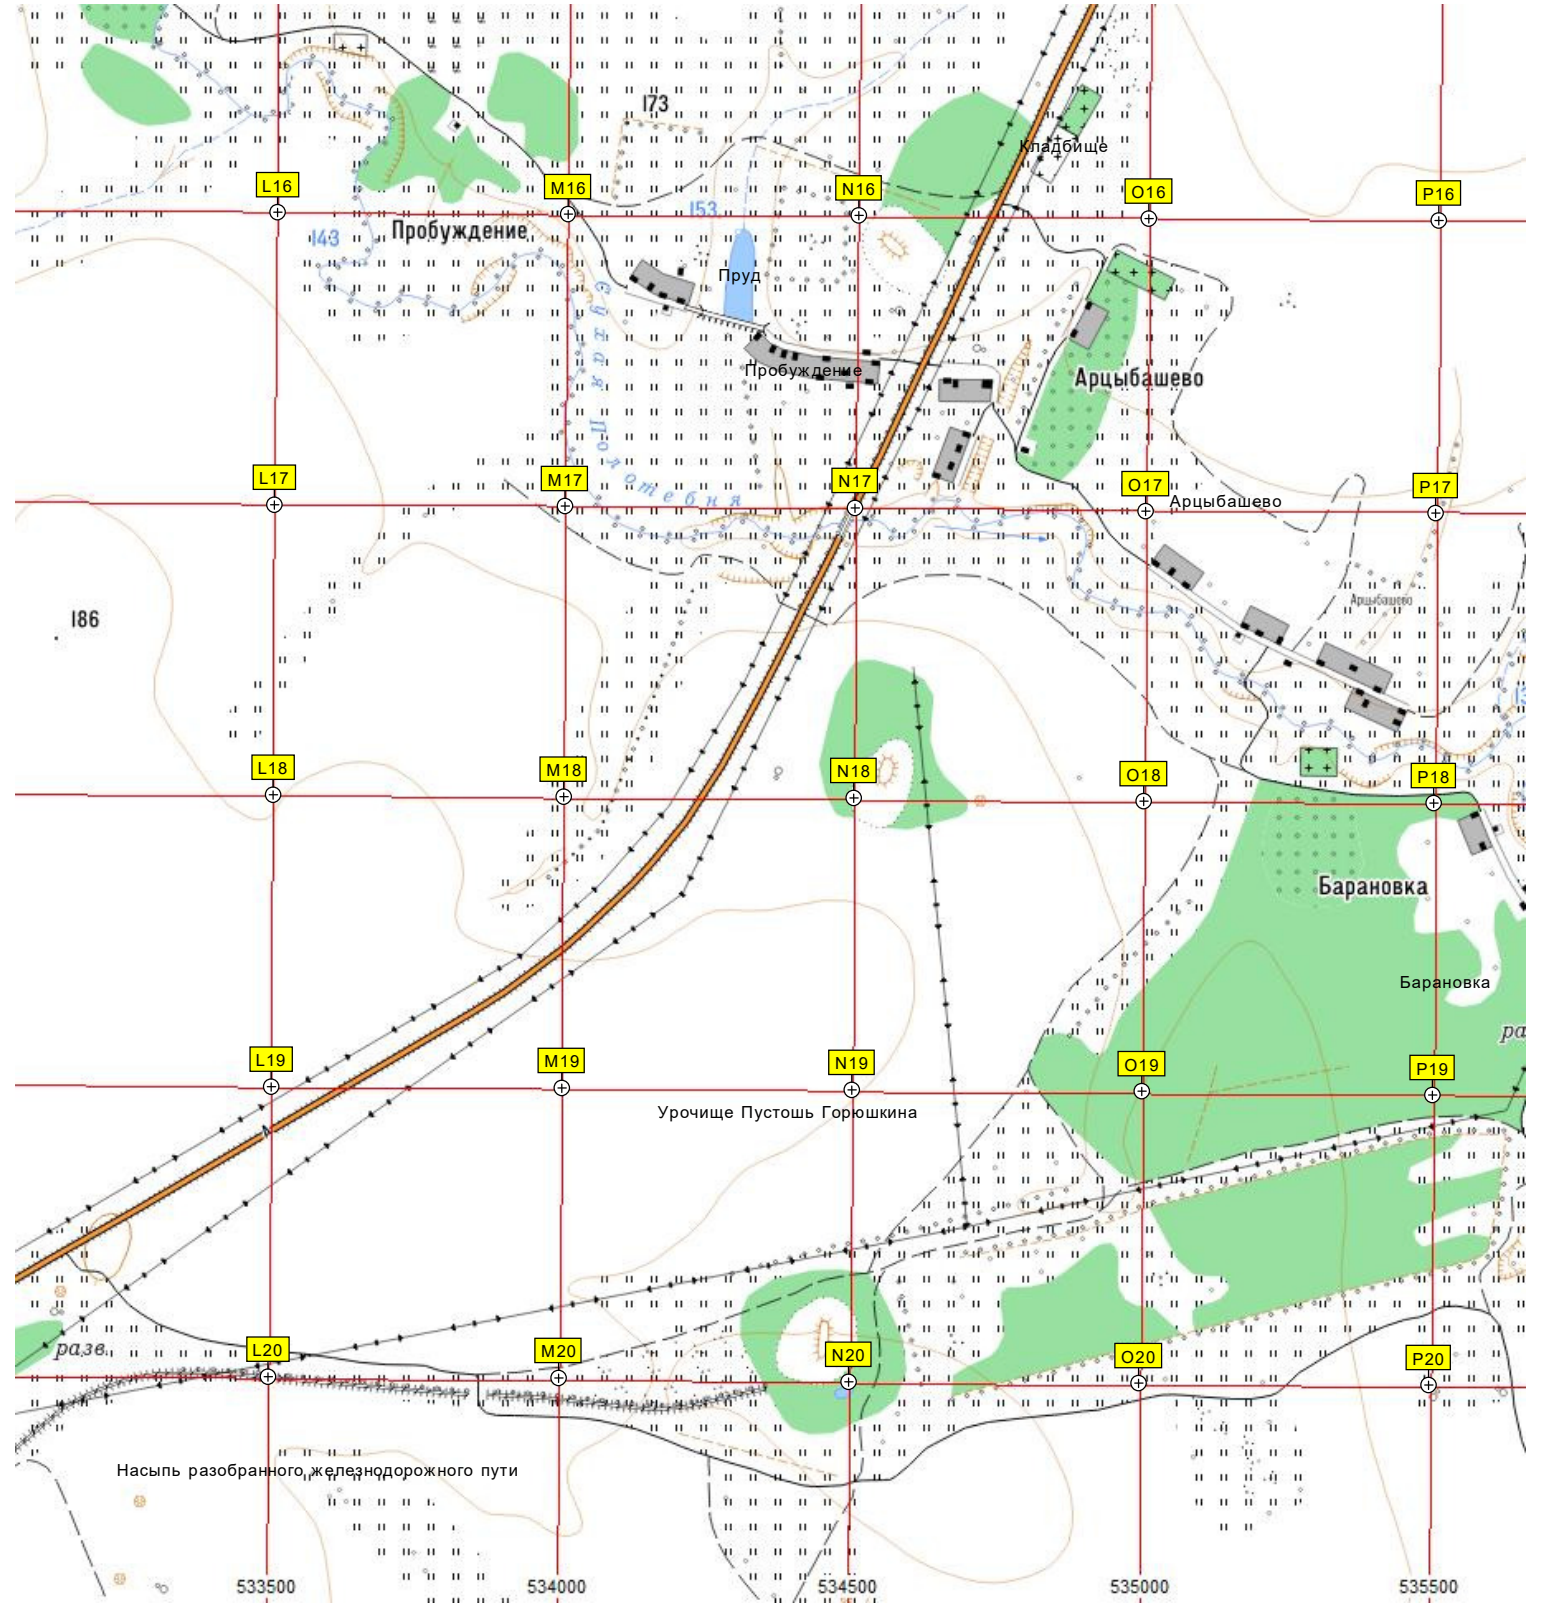 173
Кладбище
L16
M16
N16
O16
P16
153
143
Пробуждение
Пруд
Сухая Полотебня
Пробуждение
Арцыбашево
L17
M17
N17
O17
P17
Арцыбашево
186
Арцыбашево
L18
M18
N18
O18
P18
Барановка
Барановка
L19
M19
N19
O19
P19
Урочище Пустошь Горюшкина
разв.
L20
M20
N20
O20
P20
Насыпь разобранного железнодорожного пути
533500
534000
534500
535000
535500